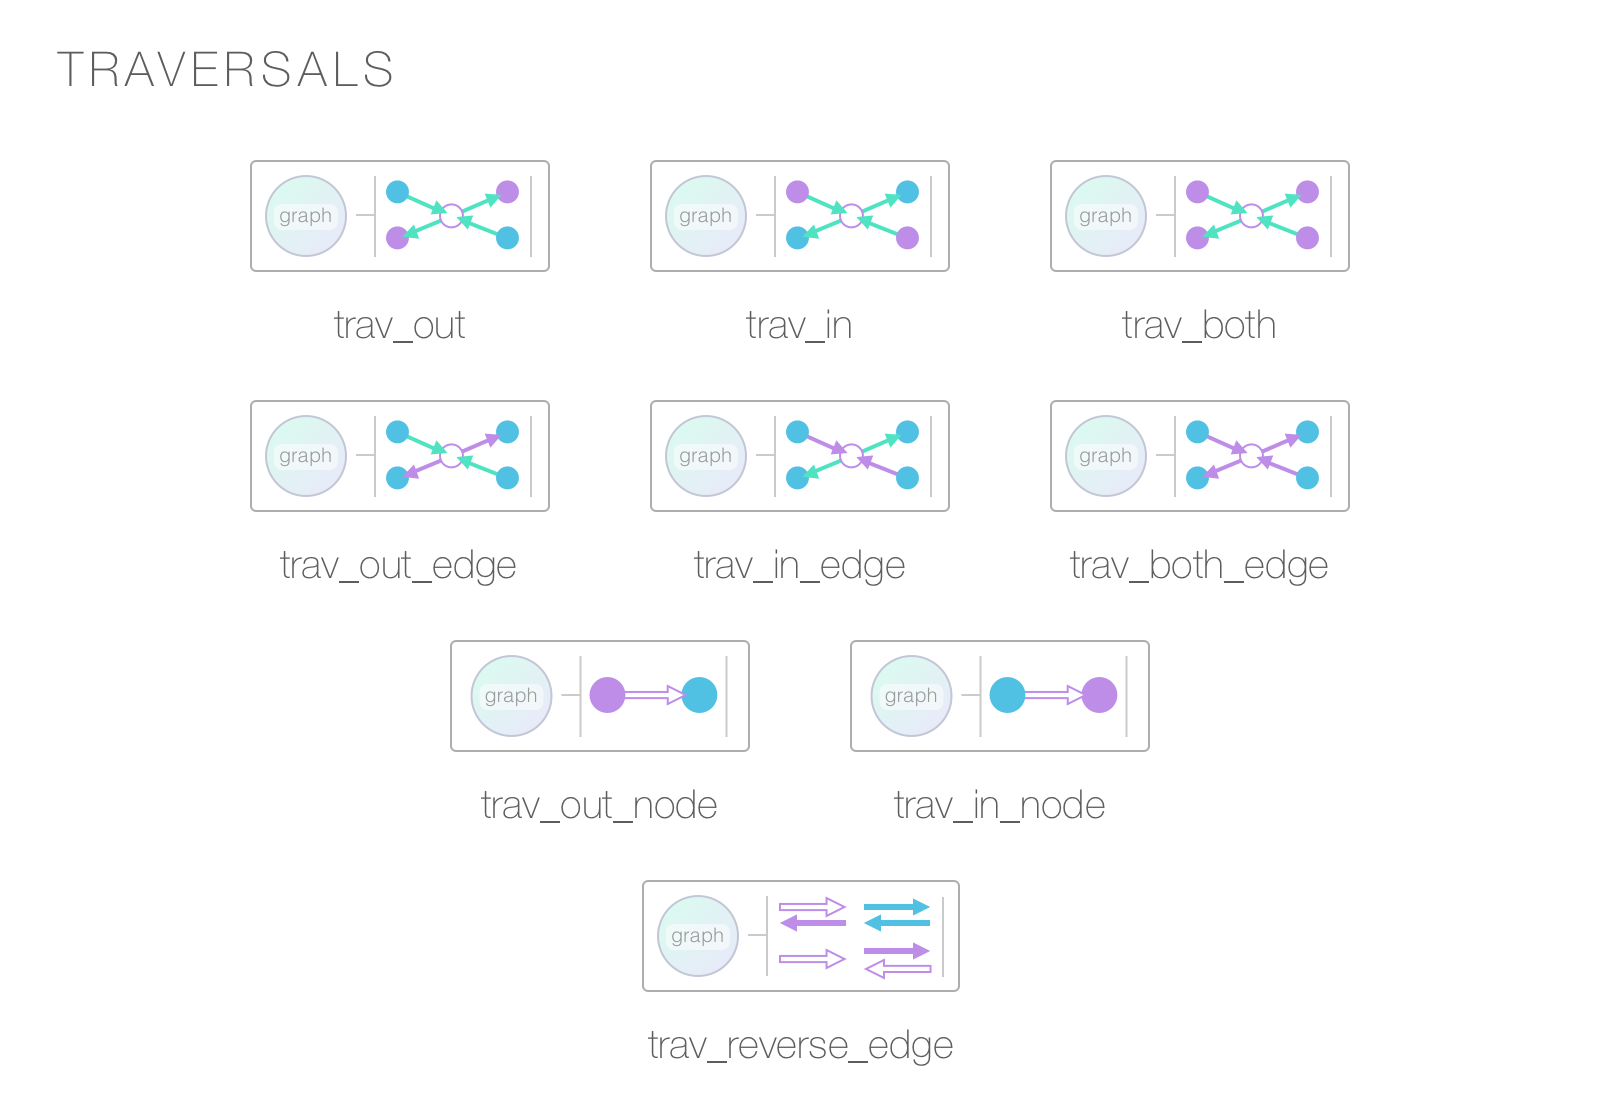 TRAVERSALS
graph
graph
graph
trav_out
trav_in
trav_both
graph
graph
graph
trav_out_edge
trav_in_edge
trav_both_edge
graph
graph
trav_out_node
trav_in_node
graph
trav_reverse_edge